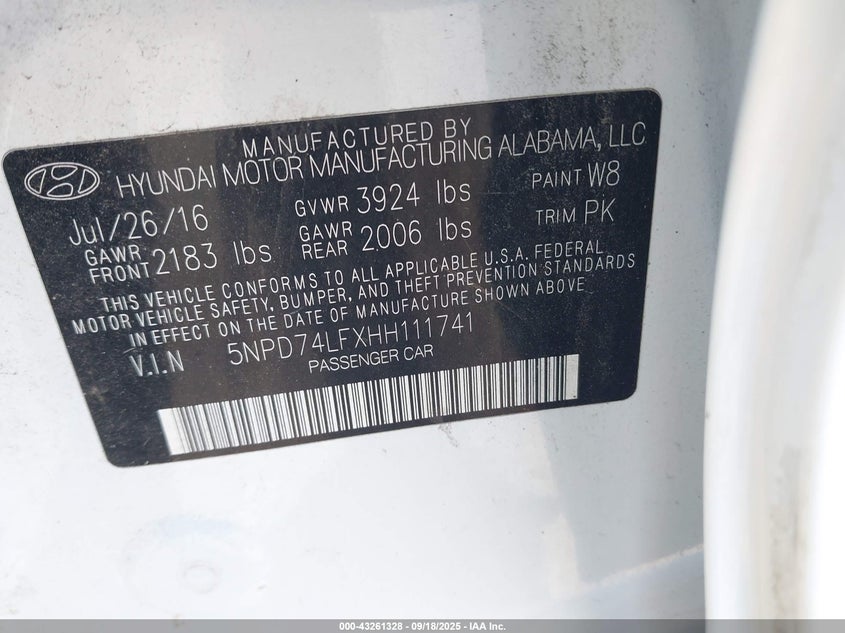 MANUFACTURED BY
HYUNDAI MOTOR MANUFACTURING ALABAMA, LLC
Jul/26/16 GVWR 3924 lbs PAINT W8
GAWR FRONT 2183 lbs GAWR REAR 2006 lbs TRIM PK
THIS VEHICLE CONFORMS TO ALL APPLICABLE U.S.A. FEDERAL
MOTOR VEHICLE SAFETY, BUMPER, AND THEFT PREVENTION STANDARDS
IN EFFECT ON THE DATE OF MANUFACTURE SHOWN ABOVE
V.I.N 5NPD74LFXHH111741
PASSENGER CAR
000-43261328 - 09/18/2025 - IAA Inc.